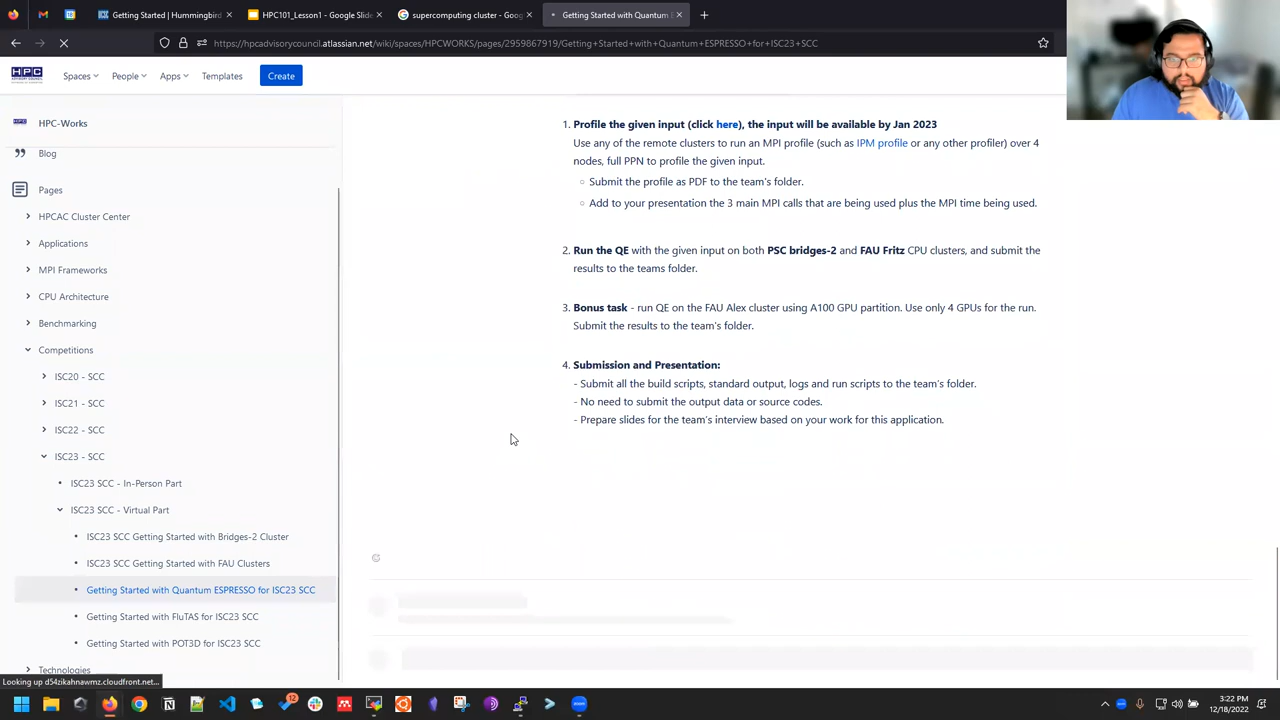 Getting Started | Hummingbird
HPC101_Lesson1 - Google Slid
supercomputing cluster - Goog
Getting Started with Quantum E
https://hpcadvisorycouncil.atlassian.net/wiki/spaces/HPCWORKS/pages/2959867919/Getting+Started+with+Quantum+ESPRESSO+for+ISC23+SCC
HPC
Spaces People Apps Templates Create
HPC-Works
Blog
Pages
HPCAC Cluster Center
Applications
MPI Frameworks
CPU Architecture
Benchmarking
Competitions
ISC20 - SCC
ISC21 - SCC
ISC22 - SCC
ISC23 - SCC
ISC23 SCC - In-Person Part
ISC23 SCC - Virtual Part
ISC23 SCC Getting Started with Bridges-2 Cluster
ISC23 SCC Getting Started with FAU Clusters
Getting Started with Quantum ESPRESSO for ISC23 SCC
Getting Started with FluTAS for ISC23 SCC
Getting Started with POT3D for ISC23 SCC
Technologies
Looking up d54zikahnawmz.cloudfront.net...
1. Profile the given input (click here), the input will be available by Jan 2023
Use any of the remote clusters to run an MPI profile (such as IPM profile or any other profiler) over 4
nodes, full PPN to profile the given input.
Submit the profile as PDF to the team's folder.
Add to your presentation the 3 main MPI calls that are being used plus the MPI time being used.
2. Run the QE with the given input on both PSC bridges-2 and FAU Fritz CPU clusters, and submit the
results to the teams folder.
3. Bonus task - run QE on the FAU Alex cluster using A100 GPU partition. Use only 4 GPUs for the run.
Submit the results to the team's folder.
4. Submission and Presentation:
- Submit all the build scripts, standard output, logs and run scripts to the team's folder.
- No need to submit the output data or source codes.
- Prepare slides for the team's interview based on your work for this application.
12
3:22 PM
12/18/2022